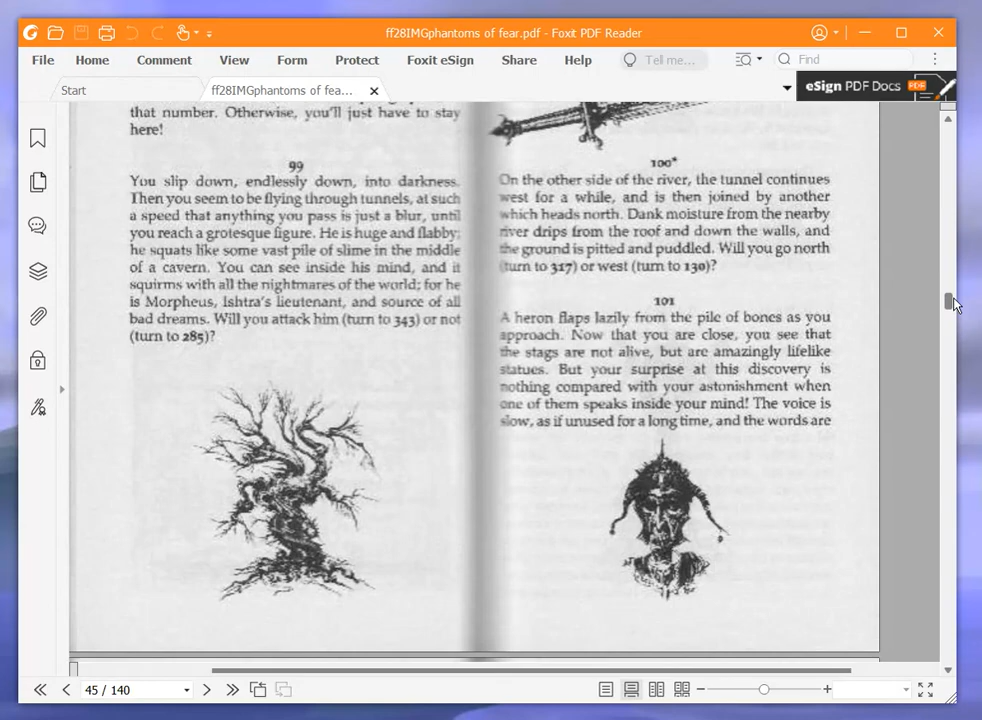 ff28IMGphantoms of fear.pdf - Foxit PDF Reader
File Home Comment View Form Protect Foxit eSign Share Help Tell me... Find
Start ff28IMGphantoms of fea... eSign PDF Docs PDF
that number. Otherwise, you'll just have to stay
here!
99
You slip down, endlessly down, into darkness.
Then you seem to be flying through tunnels, at such
a speed that anything you pass is just a blur, until
you reach a grotesque figure. He is huge and flabby:
he squats like some vast pile of slime in the middle
of a cavern. You can see inside his mind, and it
squirms with all the nightmares of the world; for he
is Morpheus, Ishtra's lieutenant, and source of all
bad dreams. Will you attack him (turn to 343) or not
(turn to 285)?
100*
On the other side of the river, the tunnel continues
west for a while, and is then joined by another
which heads north. Dank moisture from the nearby
river drips from the roof and down the walls, and
the ground is pitted and puddled. Will you go north
(turn to 317) or west (turn to 130)?
101
A heron flaps lazily from the pile of bones as you
approach. Now that you are close, you see that
the stags are not alive, but are amazingly lifelike
statues. But your surprise at this discovery is
nothing compared with your astonishment when
one of them speaks inside your mind! The voice is
slow, as if unused for a long time, and the words are
45 / 140